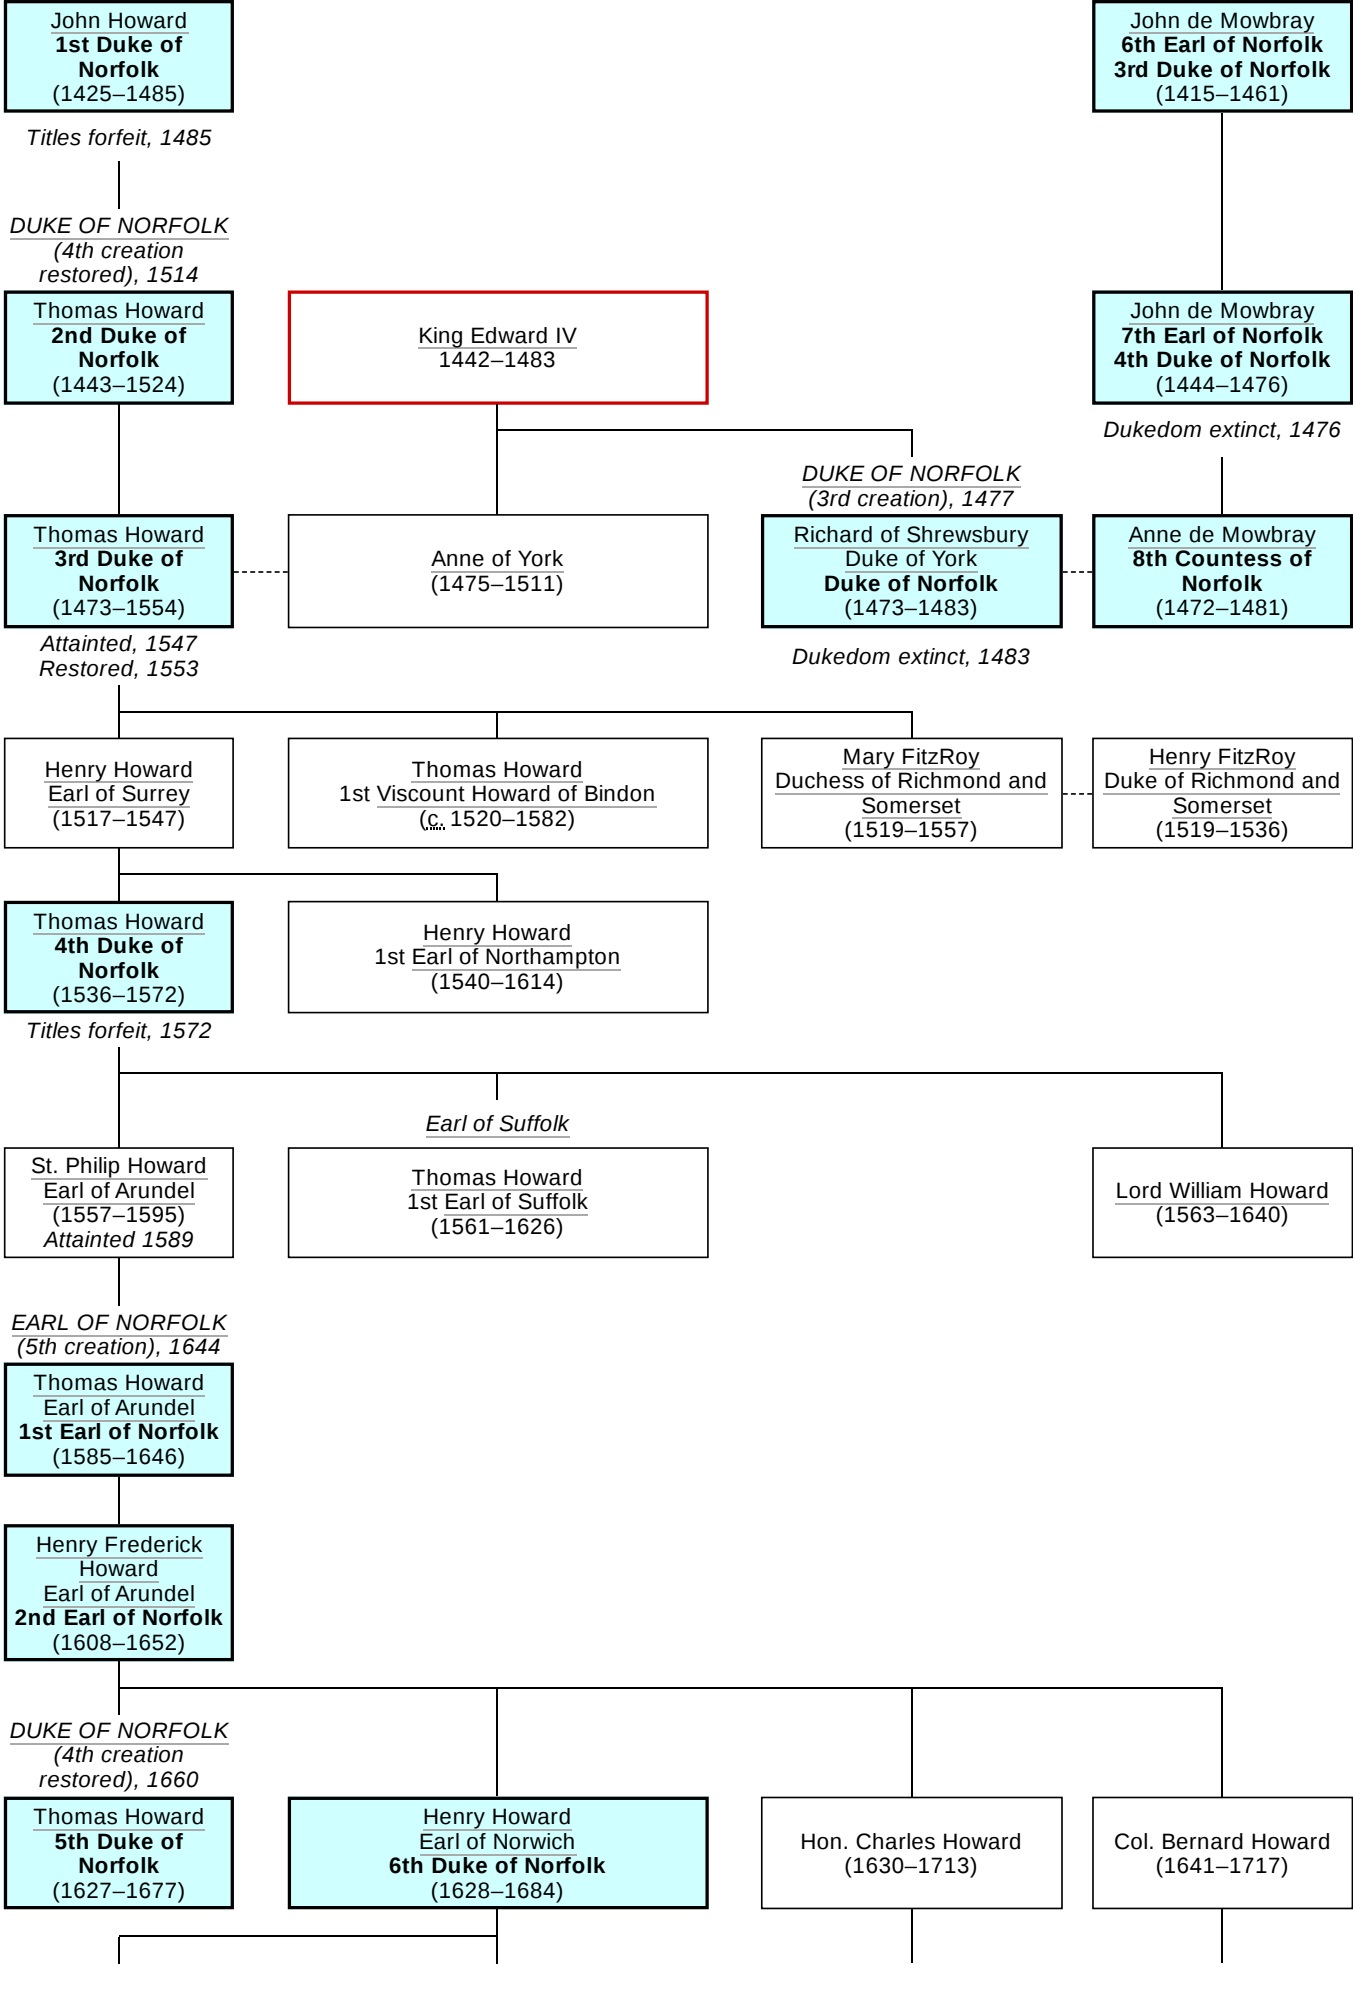 John Howard
1st Duke of
Norfolk
(1425–1485)
John de Mowbray
6th Earl of Norfolk
3rd Duke of Norfolk
(1415–1461)
Titles forfeit, 1485
DUKE OF NORFOLK
(4th creation
restored), 1514
Thomas Howard
2nd Duke of
Norfolk
(1443–1524)
King Edward IV
1442–1483
John de Mowbray
7th Earl of Norfolk
4th Duke of Norfolk
(1444–1476)
Dukedom extinct, 1476
DUKE OF NORFOLK
(3rd creation), 1477
Thomas Howard
3rd Duke of
Norfolk
(1473–1554)
Anne of York
(1475–1511)
Richard of Shrewsbury
Duke of York
Duke of Norfolk
(1473–1483)
Anne de Mowbray
8th Countess of
Norfolk
(1472–1481)
Attainted, 1547
Restored, 1553
Dukedom extinct, 1483
Henry Howard
Earl of Surrey
(1517–1547)
Thomas Howard
1st Viscount Howard of Bindon
(c. 1520–1582)
Mary FitzRoy
Duchess of Richmond and
Somerset
(1519–1557)
Henry FitzRoy
Duke of Richmond and
Somerset
(1519–1536)
Thomas Howard
4th Duke of
Norfolk
(1536–1572)
Henry Howard
1st Earl of Northampton
(1540–1614)
Titles forfeit, 1572
Earl of Suffolk
St. Philip Howard
Earl of Arundel
(1557–1595)
Attainted 1589
Thomas Howard
1st Earl of Suffolk
(1561–1626)
Lord William Howard
(1563–1640)
EARL OF NORFOLK
(5th creation), 1644
Thomas Howard
Earl of Arundel
1st Earl of Norfolk
(1585–1646)
Henry Frederick
Howard
Earl of Arundel
2nd Earl of Norfolk
(1608–1652)
DUKE OF NORFOLK
(4th creation
restored), 1660
Thomas Howard
5th Duke of
Norfolk
(1627–1677)
Henry Howard
Earl of Norwich
6th Duke of Norfolk
(1628–1684)
Hon. Charles Howard
(1630–1713)
Col. Bernard Howard
(1641–1717)